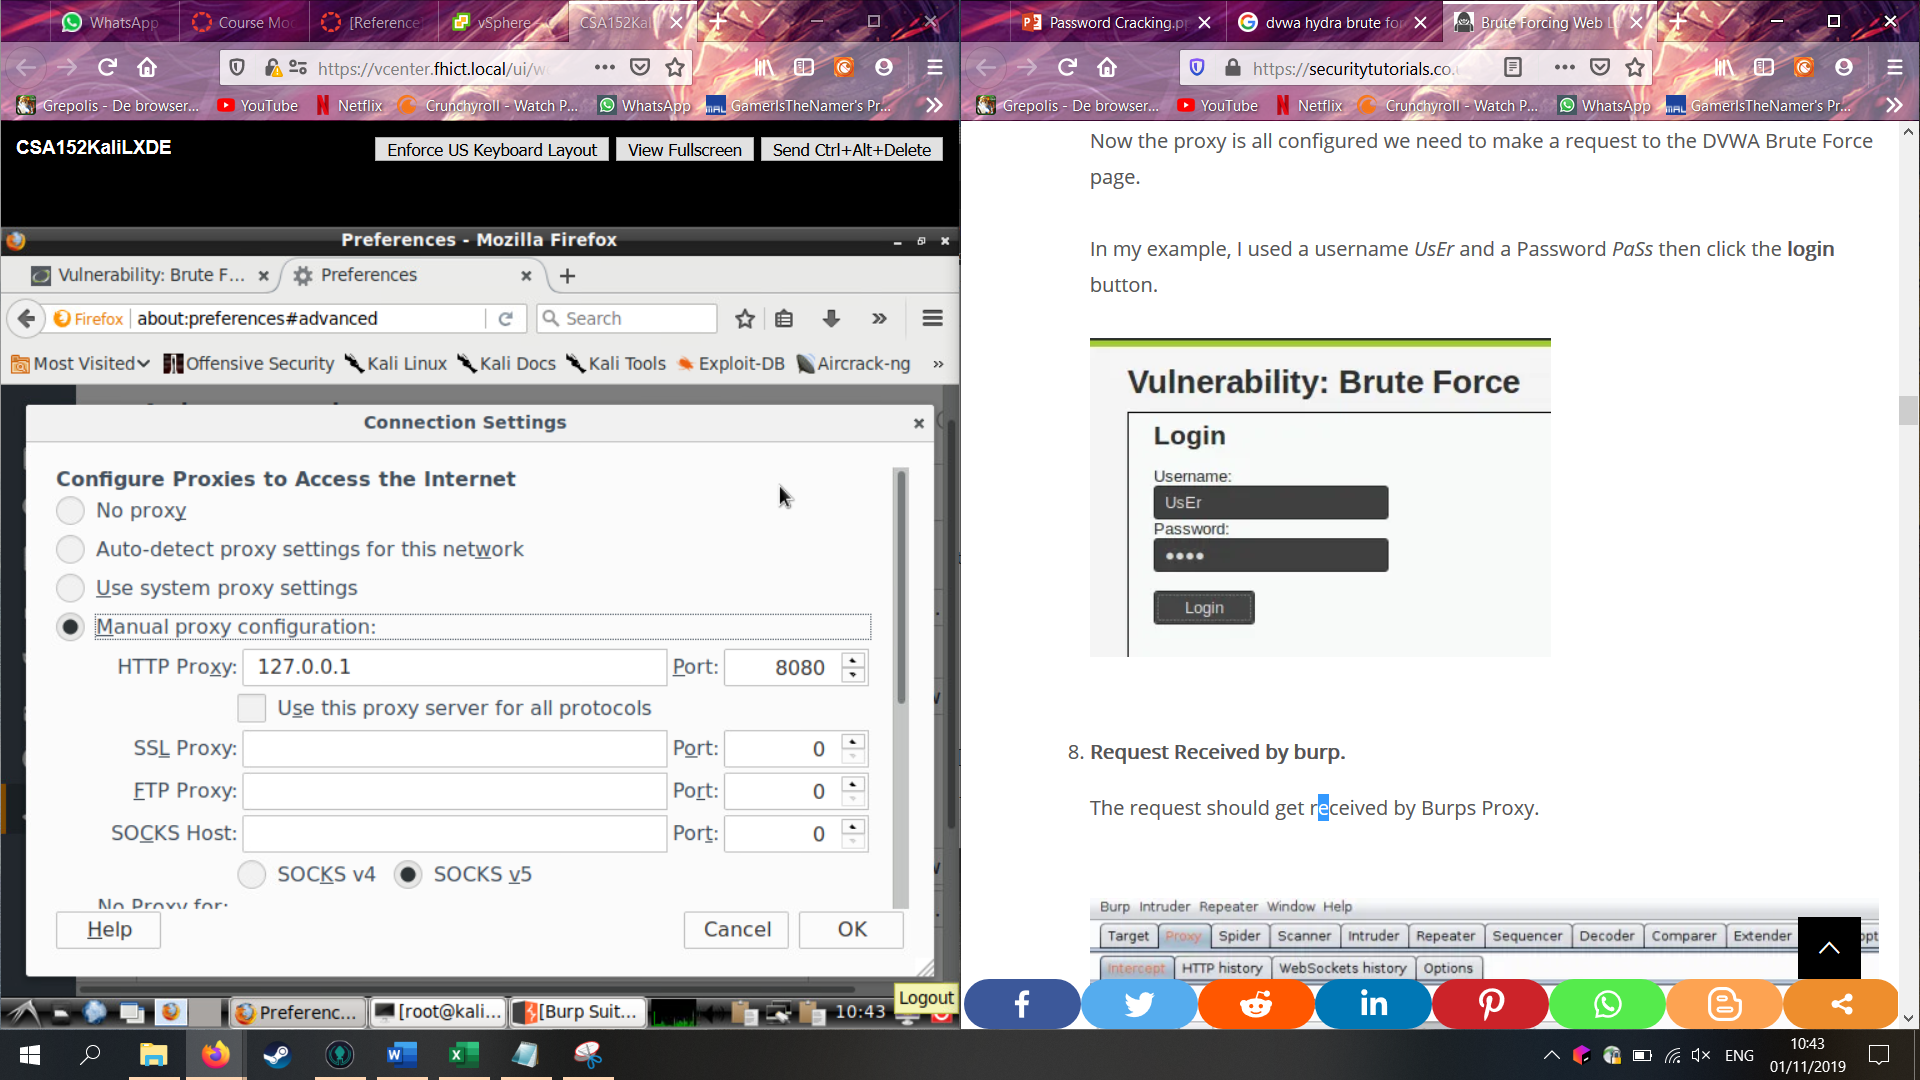 WhatsApp
Course Mo
[Reference
vSphere -
CSA152Kal
https://vcenter.fhict.local/ui/w
Grepolis - De browser...
YouTube
Netflix
Crunchyroll - Watch P...
WhatsApp
GamerIsTheNamer's Pr...
CSA152KaliLXDE
Enforce US Keyboard Layout
View Fullscreen
Send Ctrl+Alt+Delete
Preferences - Mozilla Firefox
Vulnerability: Brute F...
Preferences
Firefox
about:preferences#advanced
Search
Most Visited
Offensive Security
Kali Linux
Kali Docs
Kali Tools
Exploit-DB
Aircrack-ng
Connection Settings
Configure Proxies to Access the Internet
No proxy
Auto-detect proxy settings for this network
Use system proxy settings
Manual proxy configuration:
HTTP Proxy: 127.0.0.1 Port: 8080
Use this proxy server for all protocols
SSL Proxy: Port: 0
FTP Proxy: Port: 0
SOCKS Host: Port: 0
SOCKS v4 SOCKS v5
No Proxy for:
Help
Cancel
OK
Logout
Preferenc...
[root@kali...
[Burp Suit...
10:43
Password Cracking.pp
dvwa hydra brute fo
Brute Forcing Web L
https://securitytutorials.co.
Grepolis - De browser...
YouTube
Netflix
Crunchyroll - Watch P...
WhatsApp
GamerIsTheNamer's Pr...
Now the proxy is all configured we need to make a request to the DVWA Brute Force
page.
In my example, I used a username UsEr and a Password PaSs then click the login
button.
Vulnerability: Brute Force
Login
Username:
UsEr
Password:
Login
8. Request Received by burp.
The request should get received by Burps Proxy.
Burp Intruder Repeater Window Help
Target Proxy Spider Scanner Intruder Repeater Sequencer Decoder Comparer Extender
Intercept HTTP history WebSockets history Options
ENG
10:43
01/11/2019